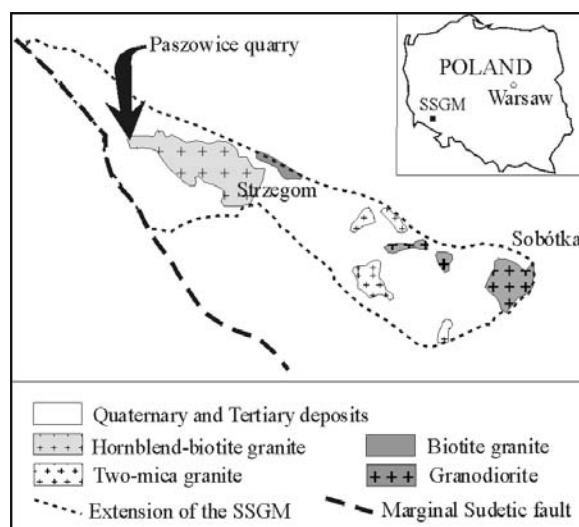 Paszowice quarry
POLAND
Warsaw
SSGM
Strzegom
Sobótka
Quaternary and Tertiary deposits
Hornblend-biotite granite
Biotite granite
Two-mica granite
Granodiorite
Extension of the SSGM
Marginal Sudetic fault